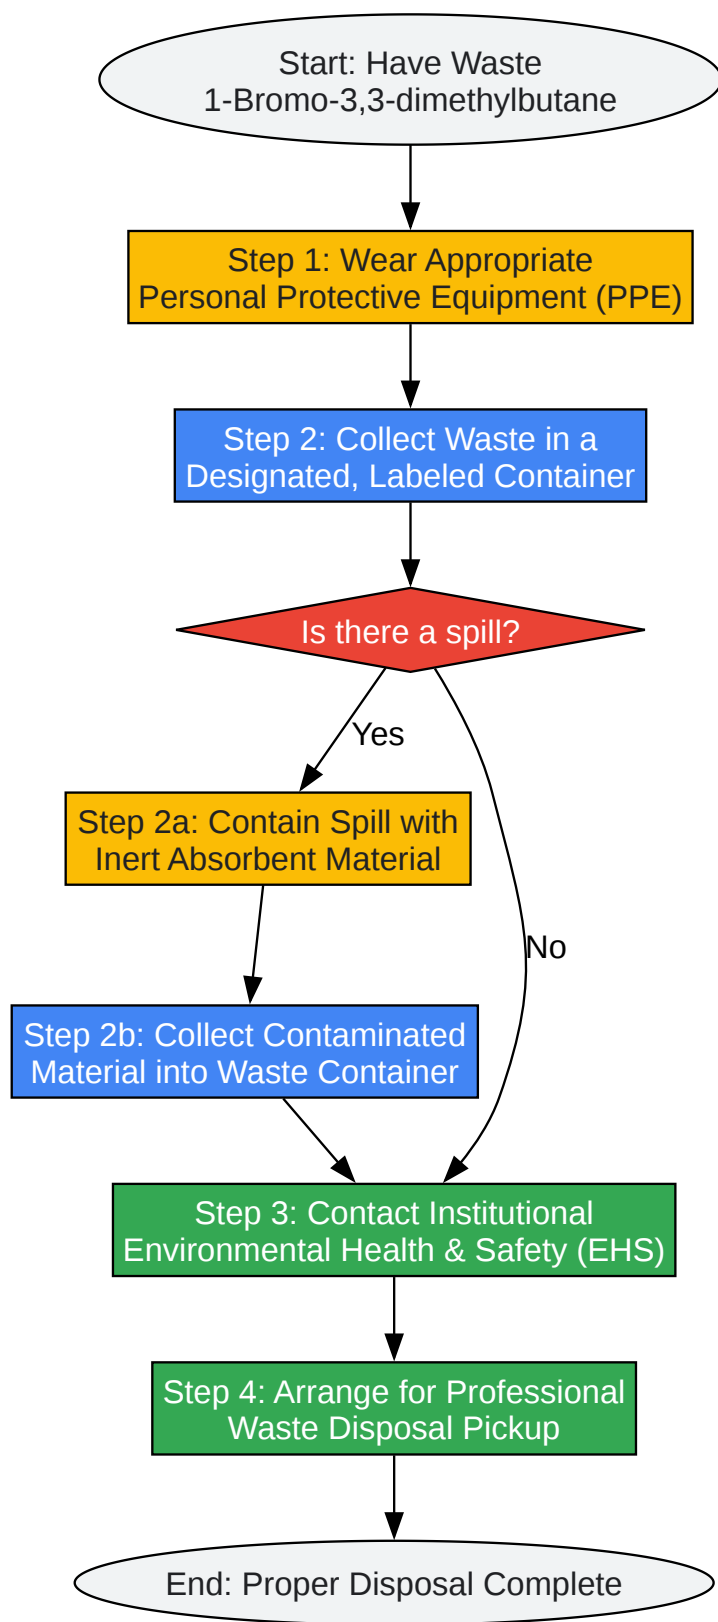 Start: Have Waste
1-Bromo-3,3-dimethylbutane
Step 1: Wear Appropriate
Personal Protective Equipment (PPE)
Step 2: Collect Waste in a
Designated, Labeled Container
Is there a spill?
Yes
Step 2a: Contain Spill with
Inert Absorbent Material
No
Step 2b: Collect Contaminated
Material into Waste Container
Step 3: Contact Institutional
Environmental Health & Safety (EHS)
Step 4: Arrange for Professional
Waste Disposal Pickup
End: Proper Disposal Complete